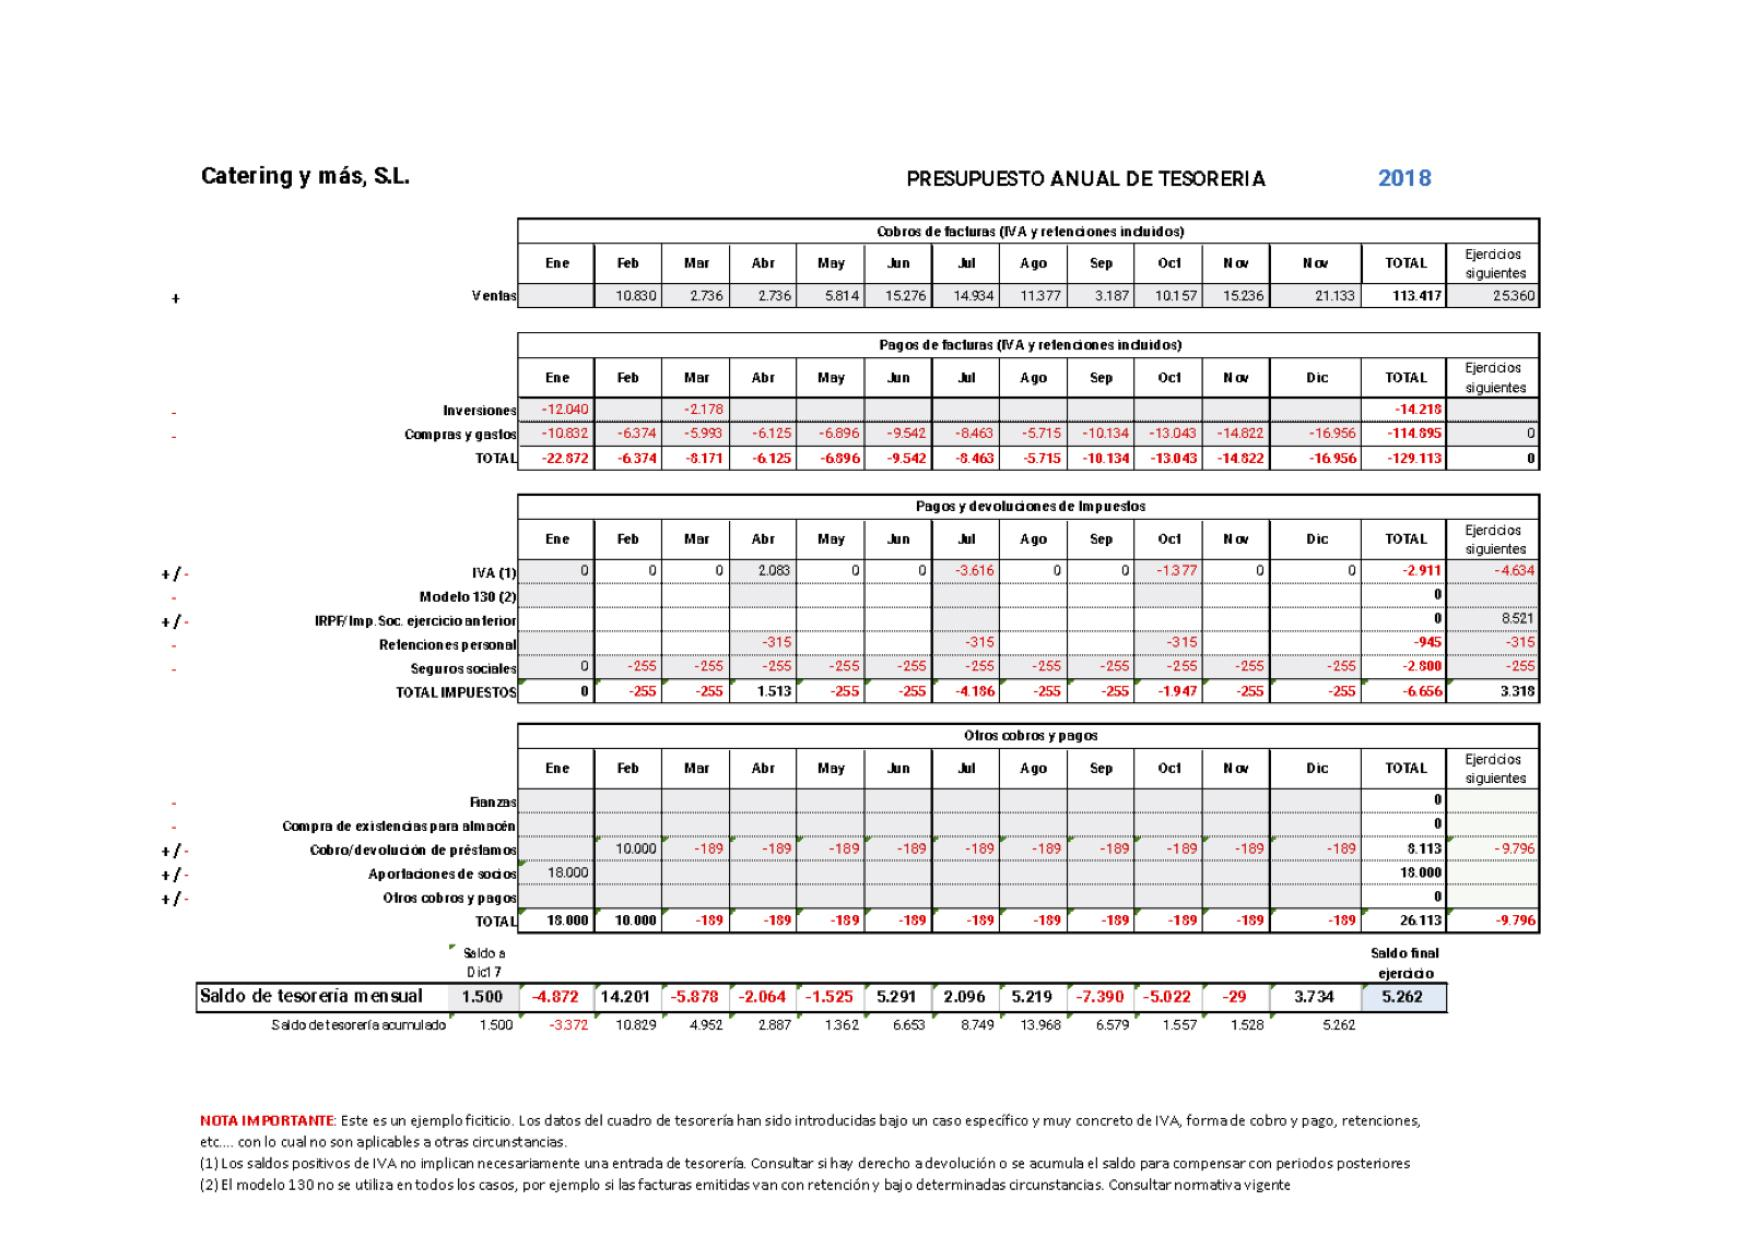 Catering y más, S.L. PRESUPUESTO ANUAL DE TESORERIA 2018
Cobros de facturas (IVA y retenciones incluidos)
Ene Feb Mar Abr May Jun Jul Ago Sep Oct Nov Nov TOTAL Ejercicios siguientes
+ Ventas 10.830 2.736 2.736 5.814 15.276 14.934 11.377 3.187 10.157 15.236 21.133 113.417 25.360
Pagos de facturas (IVA y retenciones incluidos)
Ene Feb Mar Abr May Jun Jul Ago Sep Oct Nov Dic TOTAL Ejercicios siguientes
- Inversiones -12.040 -2.178 -14.218
- Compras y gastos -10.832 -6.374 -5.993 -6.125 -6.896 -9.542 -8.463 -5.715 -10.134 -13.043 -14.822 -16.956 -114.895 0
TOTAL -22.872 -6.374 -8.171 -6.125 -6.896 -9.542 -8.463 -5.715 -10.134 -13.043 -14.822 -16.956 -129.113 0
Pagos y devoluciones de Impuestos
Ene Feb Mar Abr May Jun Jul Ago Sep Oct Nov Dic TOTAL Ejercicios siguientes
+/- IVA (1) 0 0 0 2.083 0 0 -3.616 0 0 -1.377 0 0 -2.911 -4.634
- Modelo 130 (2) 0
+/- IRPF/Imp.Soc. ejercicio anterior 0 8.521
- Retenciones personal -315 -315 -315 -945 -315
- Seguros sociales 0 -255 -255 -255 -255 -255 -255 -255 -255 -255 -255 -255 -2.800 -255
TOTAL IMPUESTOS 0 -255 -255 1.513 -255 -255 -4.186 -255 -255 -1.947 -255 -255 -6.656 3.318
Otros cobros y pagos
Ene Feb Mar Abr May Jun Jul Ago Sep Oct Nov Dic TOTAL Ejercicios siguientes
- Fianzas 0
- Compra de existencias para almacén 0
+/- Cobro/devolución de préstamos 10.000 -189 -189 -189 -189 -189 -189 -189 -189 -189 -189 8.113 -9.796
+/- Aportaciones de socios 18.000 18.000
+/- Otros cobros y pagos 0
TOTAL 18.000 10.000 -189 -189 -189 -189 -189 -189 -189 -189 -189 -189 26.113 -9.796
Saldo a Dic17 Saldo final ejercicio
Saldo de tesorería mensual 1.500 -4.872 14.201 -5.878 -2.064 -1.525 5.291 2.096 5.219 -7.390 -5.022 -29 3.734 5.262
Saldo de tesorería acumulado 1.500 -3.372 10.829 4.952 2.887 1.362 6.653 8.749 13.968 6.579 1.557 1.528 5.262
NOTA IMPORTANTE: Este es un ejemplo ficiticio. Los datos del cuadro de tesorería han sido introducidas bajo un caso específico y muy concreto de IVA, forma de cobro y pago, retenciones,
etc.... con lo cual no son aplicables a otras circunstancias.
(1) Los saldos positivos de IVA no implican necesariamente una entrada de tesorería. Consultar si hay derecho a devolución o se acumula el saldo para compensar con periodos posteriores
(2) El modelo 130 no se utiliza en todos los casos, por ejemplo si las facturas emitidas van con retención y bajo determinadas circunstancias. Consultar normativa vigente